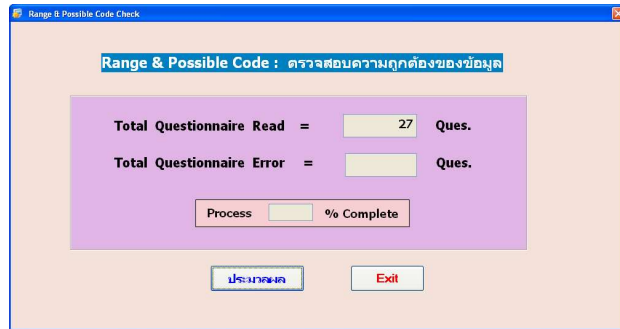 Range & Possible Code Check
Range & Possible Code : ตรวจสอบความถูกต้องของข้อมูล
Total Questionnaire Read = 27 Ques.
Total Questionnaire Error = Ques.
Process % Complete
ประมวลผล Exit